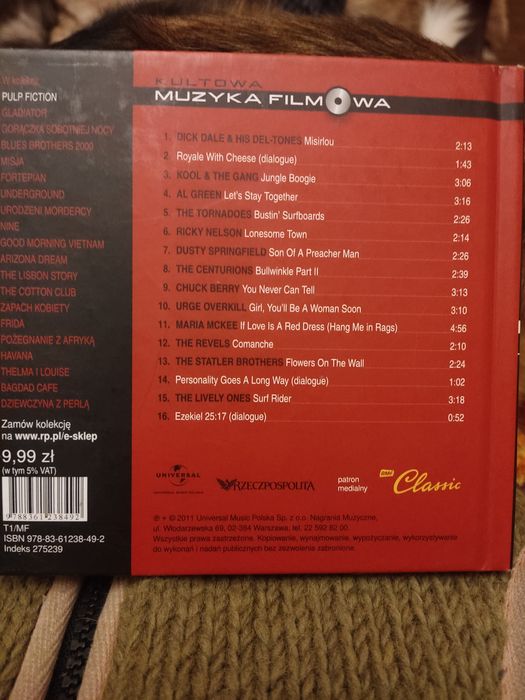 W kolekcji:
PULP FICTION
GLADIATOR
GORĄCZKA SOBOTNIEJ NOCY
BLUES BROTHERS 2000
MISJA
FORTEPIAN
UNDERGROUND
URODZENI MORDERCY
NINE
GOOD MORNING VIETNAM
ARIZONA DREAM
THE LISBON STORY
THE COTTON CLUB
ZAPACH KOBIETY
FRIDA
POŻEGNANIE Z AFRYKĄ
HAVANA
THELMA I LOUISE
BAGDAD CAFE
DZIEWCZYNA Z PERŁĄ
Zamów kolekcję
na www.rp.pl/e-sklep
9,99 zł
(w tym 5% VAT)
9 788361 238492
T1/MF
ISBN 978-83-61238-49-2
Indeks 275239
KULTOWA
MUZYKA FILMOWA
1. DICK DALE & HIS DEL-TONES Misirlou 2:13
2. Royale With Cheese (dialogue) 1:43
3. KOOL & THE GANG Jungle Boogie 3:06
4. AL GREEN Let's Stay Together 3:16
5. THE TORNADOES Bustin' Surfboards 2:26
6. RICKY NELSON Lonesome Town 2:14
7. DUSTY SPRINGFIELD Son Of A Preacher Man 2:26
8. THE CENTURIONS Bullwinkle Part II 2:39
9. CHUCK BERRY You Never Can Tell 3:13
10. URGE OVERKILL Girl, You'll Be A Woman Soon 3:10
11. MARIA MCKEE If Love Is A Red Dress (Hang Me in Rags) 4:56
12. THE REVELS Comanche 2:10
13. THE STATLER BROTHERS Flowers On The Wall 2:24
14. Personality Goes A Long Way (dialogue) 1:02
15. THE LIVELY ONES Surf Rider 3:18
16. Ezekiel 25:17 (dialogue) 0:52
UNIVERSAL
RZECZPOSPOLITA
patron
medialny
RMF
Classic
℗ + © 2011 Universal Music Polska Sp. z o.o. Nagrania Muzyczne,
ul. Włodarzewska 69, 02-384 Warszawa; tel. 22 592 82 00.
Wszystkie prawa zastrzeżone. Kopiowanie, wynajmowanie, wypożyczanie, wykorzystywanie
do wykonań i nadań publicznych bez zezwolenia zabronione.